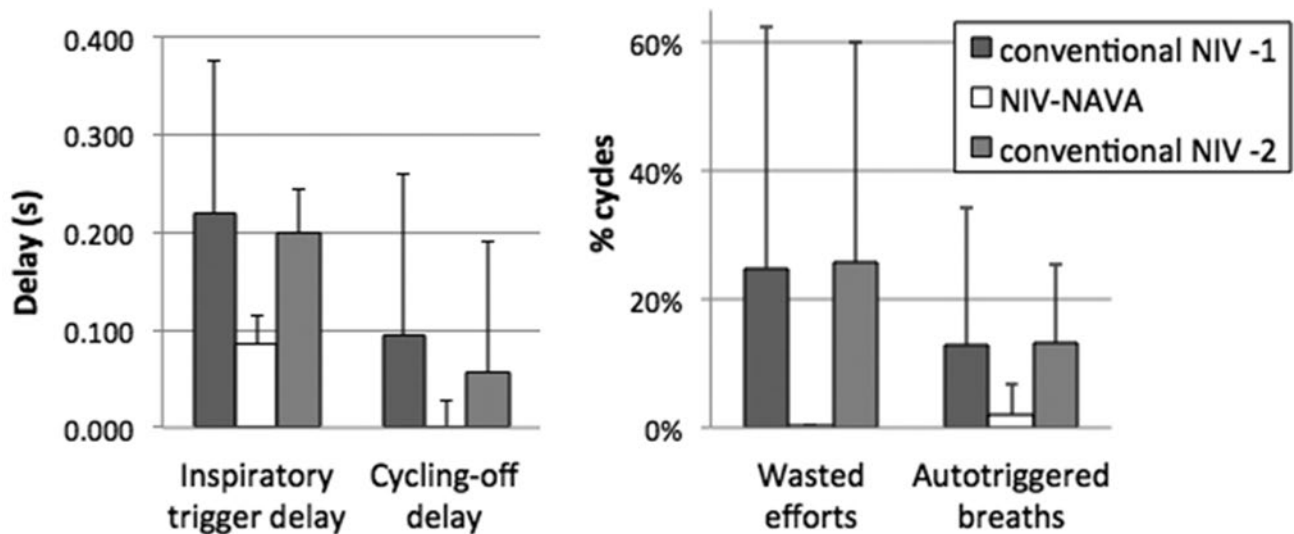 0.400
0.300
0.200
0.100
0.000
Delay (s)
Inspiratory
trigger delay
Cycling-off
delay
60%
40%
20%
0%
% cycles
Wasted
efforts
Autotriggered
breaths
conventional NIV -1
NIV-NAVA
conventional NIV -2